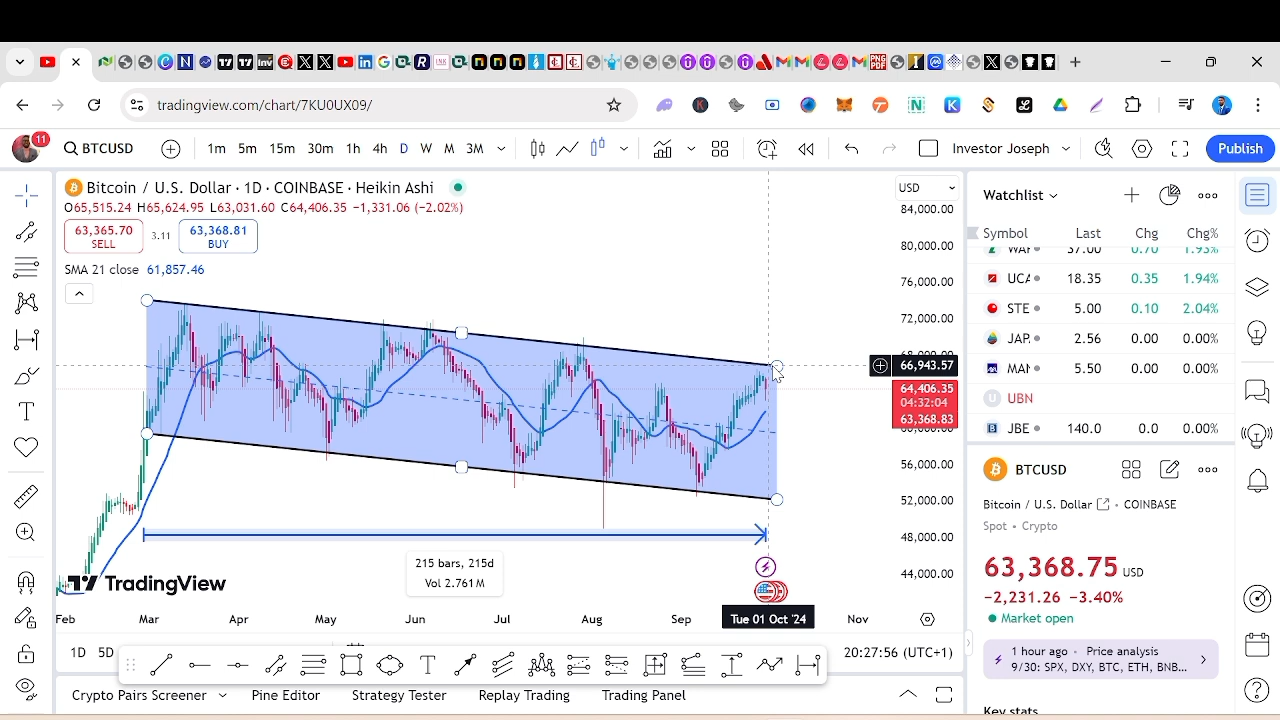 tradingview.com/chart/7KU0UX09/
11
BTCUSD
1m 5m 15m 30m 1h 4h D W M 3M
Investor Joseph
Publish
Bitcoin / U.S. Dollar · 1D · COINBASE · Heikin Ashi
O65,515.24 H65,624.95 L63,031.60 C64,406.35 −1,331.06 (−2.02%)
63,365.70
SELL
3.11
63,368.81
BUY
SMA 21 close 61,857.46
USD
84,000.00
80,000.00
76,000.00
72,000.00
66,943.57
64,406.35
04:32:04
63,368.83
56,000.00
52,000.00
48,000.00
44,000.00
215 bars, 215d
Vol 2.761M
TradingView
Feb Mar Apr May Jun Jul Aug Sep Tue 01 Oct '24 Nov
1D 5D
20:27:56 (UTC+1)
Crypto Pairs Screener Pine Editor Strategy Tester Replay Trading Trading Panel
Watchlist
Symbol Last Chg Chg%
37.00 0.70 1.93%
UCA 18.35 0.35 1.94%
STE 5.00 0.10 2.04%
JAP. 2.56 0.00 0.00%
MAN 5.50 0.00 0.00%
UBN
JBE 140.0 0.0 0.00%
BTCUSD
Bitcoin / U.S. Dollar · COINBASE
Spot · Crypto
63,368.75 USD
−2,231.26 −3.40%
Market open
1 hour ago · Price analysis
9/30: SPX, DXY, BTC, ETH, BNB...
Key stats